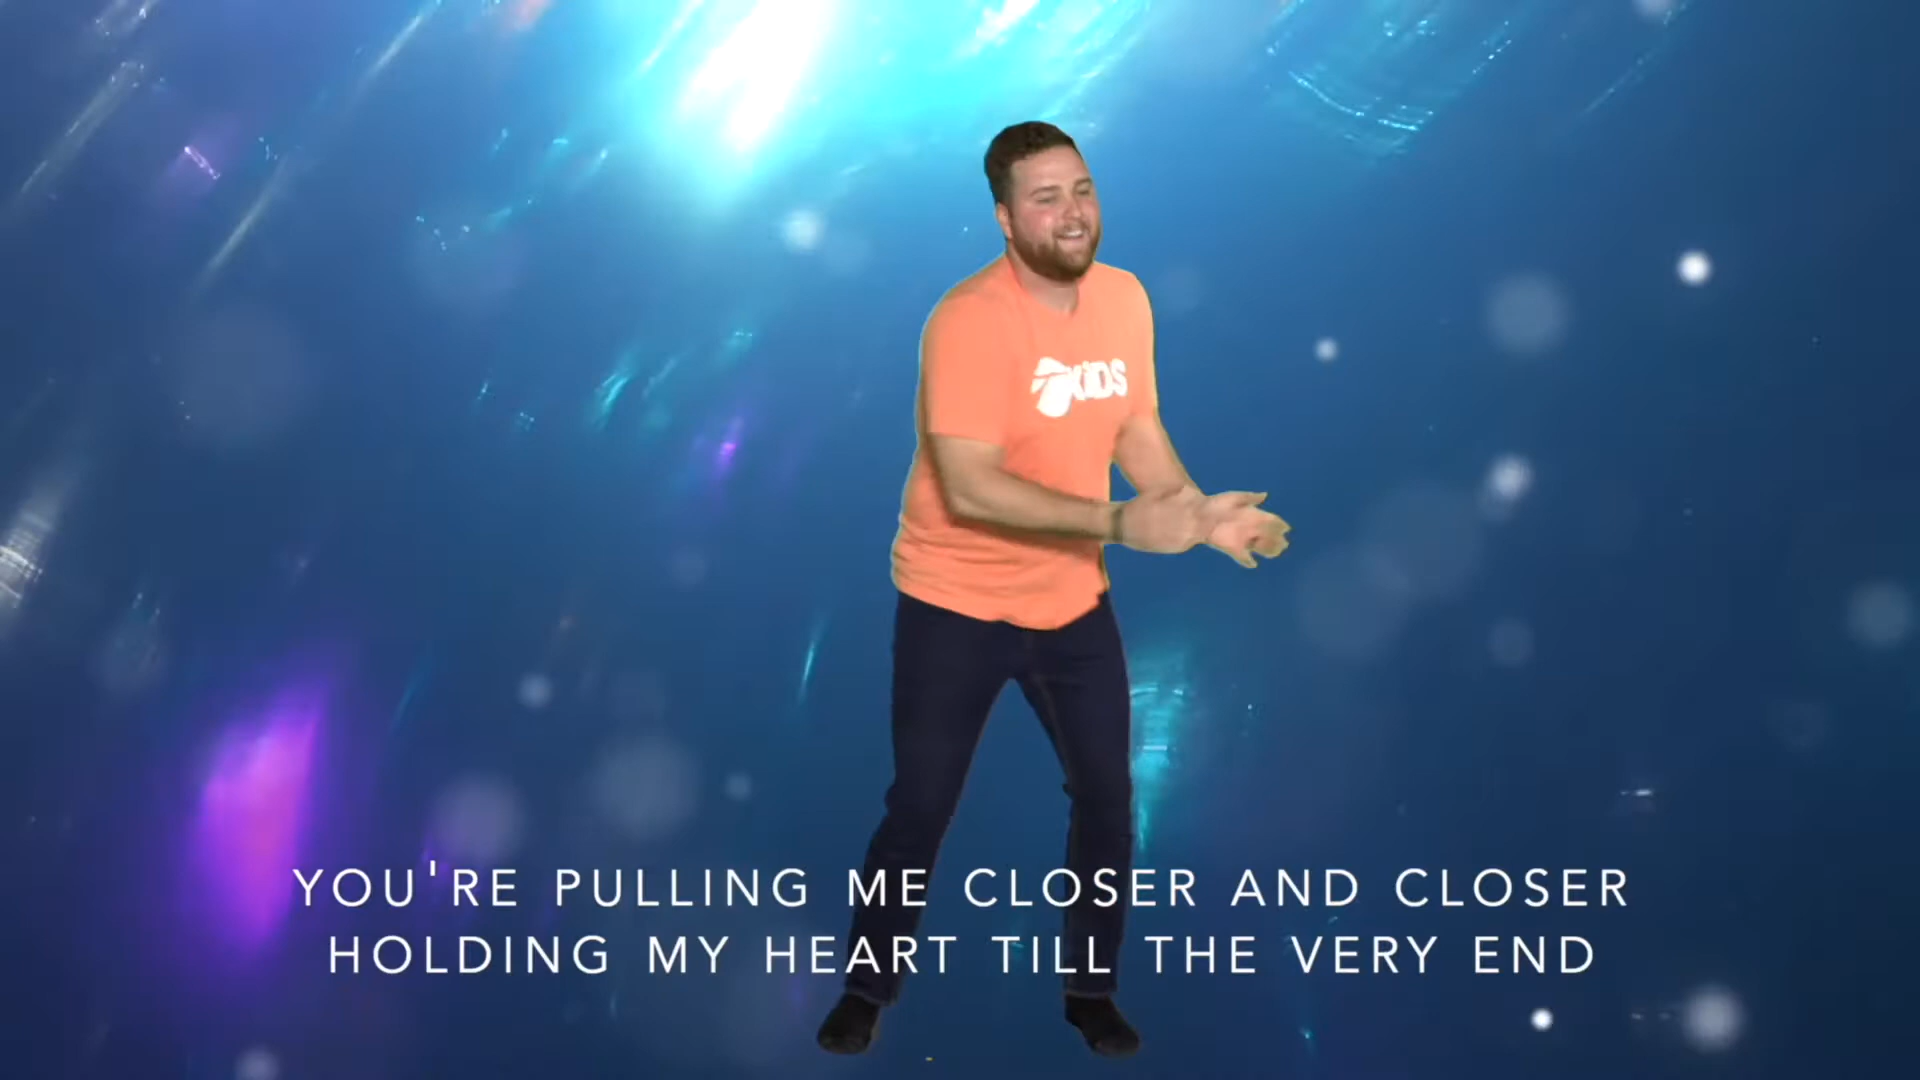 KiDS
YOU'RE PULLING ME CLOSER AND CLOSER
HOLDING MY HEART TILL THE VERY END